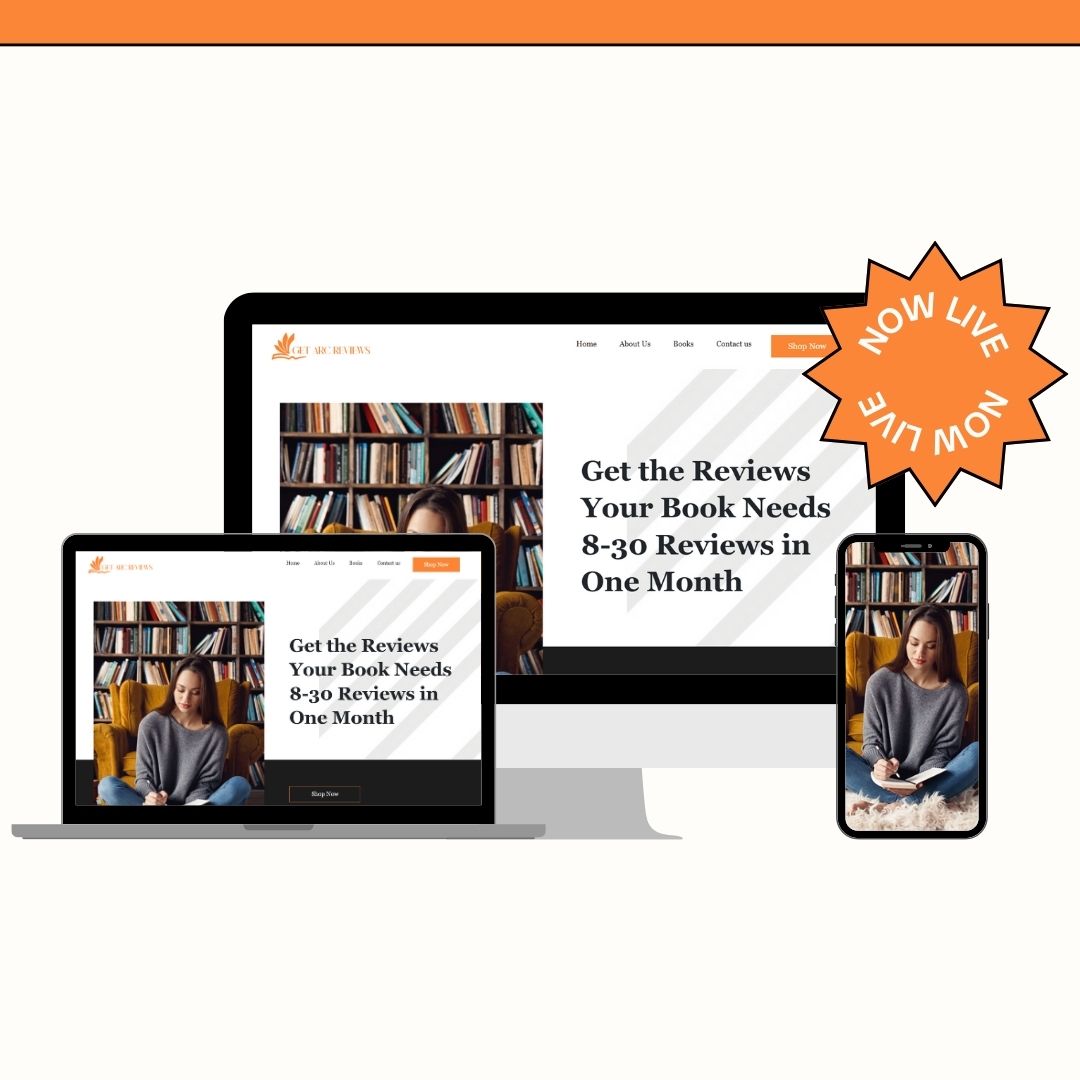 GET ARC REVIEWS
Home About Us Books Contact us Shop Now
NOW LIVE
NOW LIVE
Get the Reviews
Your Book Needs
8-30 Reviews in
One Month
GET ARC REVIEWS
Home About Us Books Contact us Shop Now
Get the Reviews
Your Book Needs
8-30 Reviews in
One Month
Shop Now